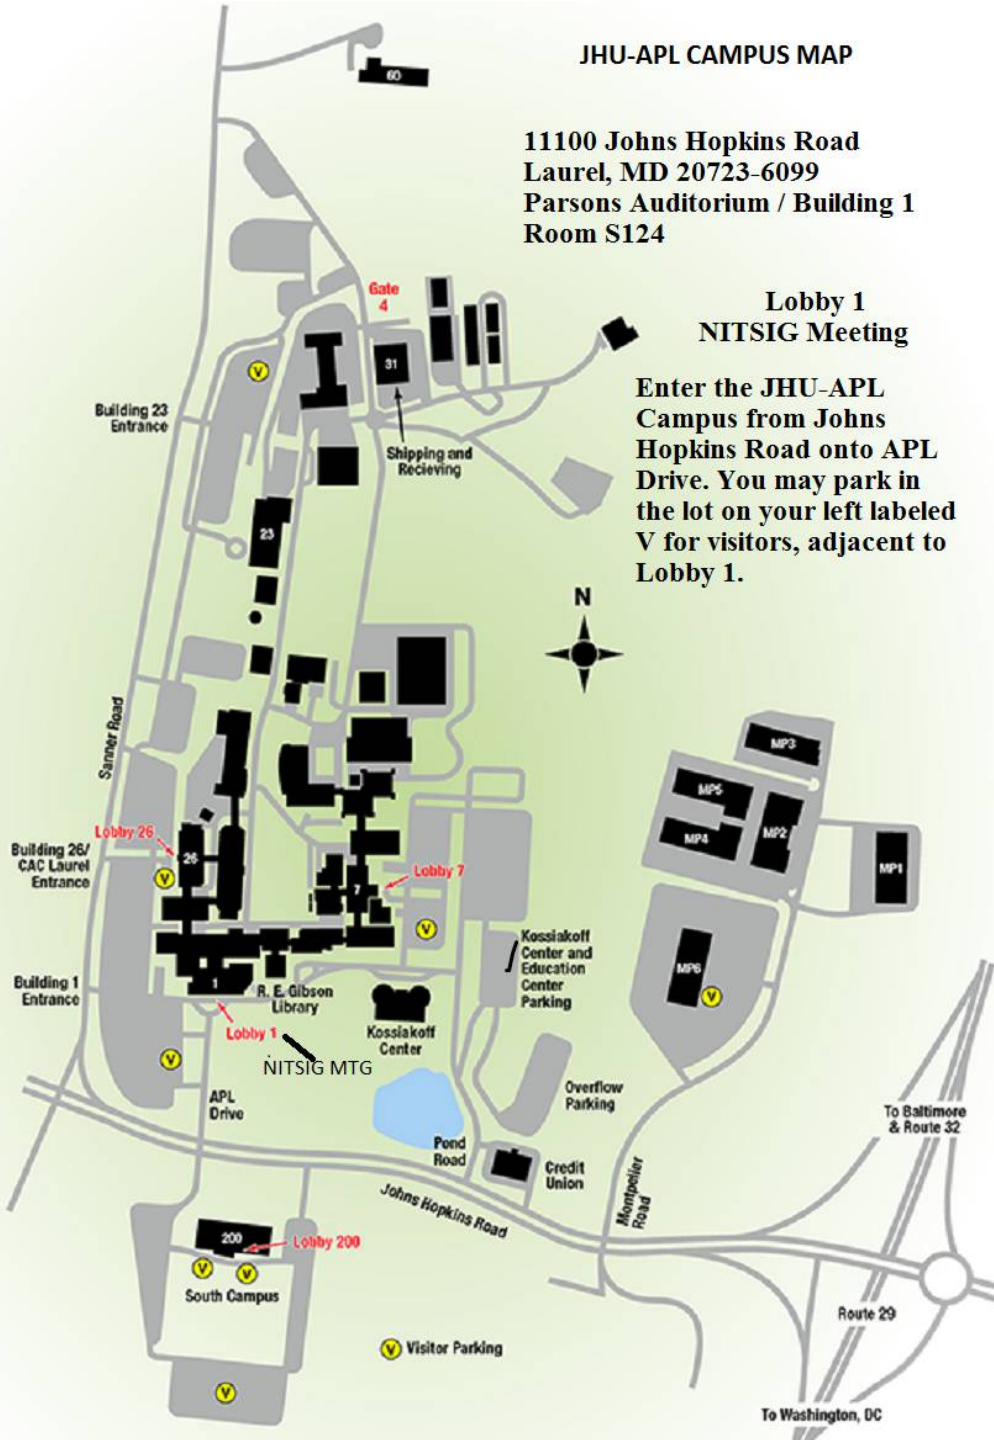 JHU-APL CAMPUS MAP
60
11100 Johns Hopkins Road
Laurel, MD 20723-6099
Parsons Auditorium / Building 1
Room S124
Gate
4
Lobby 1
NITSIG Meeting
31
V
Enter the JHU-APL
Campus from Johns
Hopkins Road onto APL
Drive. You may park in
the lot on your left labeled
V for visitors, adjacent to
Lobby 1.
Building 23
Entrance
Shipping and
Recieving
23
N
Sanner Road
MP3
MP5
MP4
MP2
MP1
Lobby 26
26
Building 26/
CAC Laurel
Entrance
V
Lobby 7
7
V
Kossiakoff
Center and
Education
Center
Parking
MP6
V
Building 1
Entrance
1
R. E. Gibson
Library
Lobby 1
Kossiakoff
Center
NITSIG MTG
V
APL
Drive
Overflow
Parking
To Baltimore
& Route 32
Pond
Road
Credit
Union
Montpelier
Road
Johns Hopkins Road
200
Lobby 200
V
V
South Campus
Route 29
V Visitor Parking
V
To Washington, DC